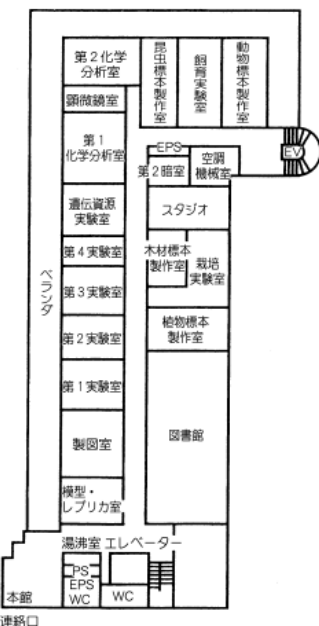 第２化学
分析室
昆虫標本製作室
飼育実験室
動物標本製作室
顕微鏡室
第１
化学分析室
EPS
第２暗室
空調
機械室
EV
遺伝資源
実験室
スタジオ
第４実験室
木材標本
製作室
栽培
実験室
ベランダ
第３実験室
第２実験室
植物標本
製作室
第１実験室
製図室
図書館
模型・
レプリカ室
湯沸室 エレベーター
PS
EPS
WC
WC
本館
連絡口